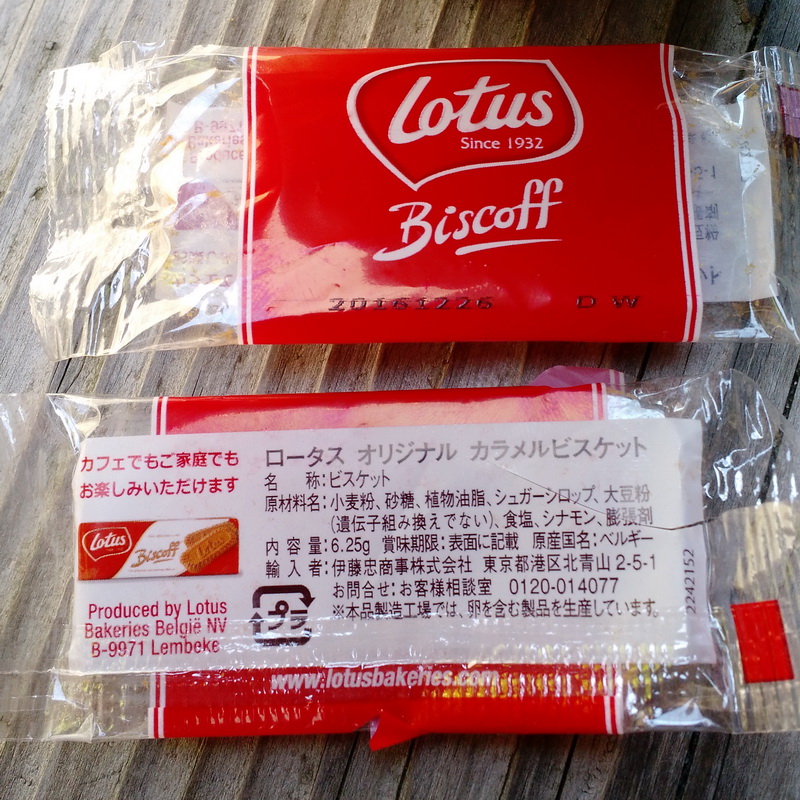 Lotus
Since 1932
Biscoff
20161226 D W
カフェでもご家庭でも
お楽しみいただけます
Lotus
Biscoff
Produced by Lotus
Bakeries België NV
B-9971 Lembeke
ロータス オリジナル カラメルビスケット
名 称:ビスケット
原材料名:小麦粉、砂糖、植物油脂、シュガーシロップ、大豆粉
(遺伝子組み換えでない)、食塩、シナモン、膨張剤
内 容 量:6.25g 賞味期限:表面に記載 原産国名:ベルギー
輸 入 者:伊藤忠商事株式会社 東京都港区北青山 2-5-1
お問合せ:お客様相談室 0120-014077
※本品製造工場では、卵を含む製品を生産しています。
プラ
2242152
www.lotusbakeries.com